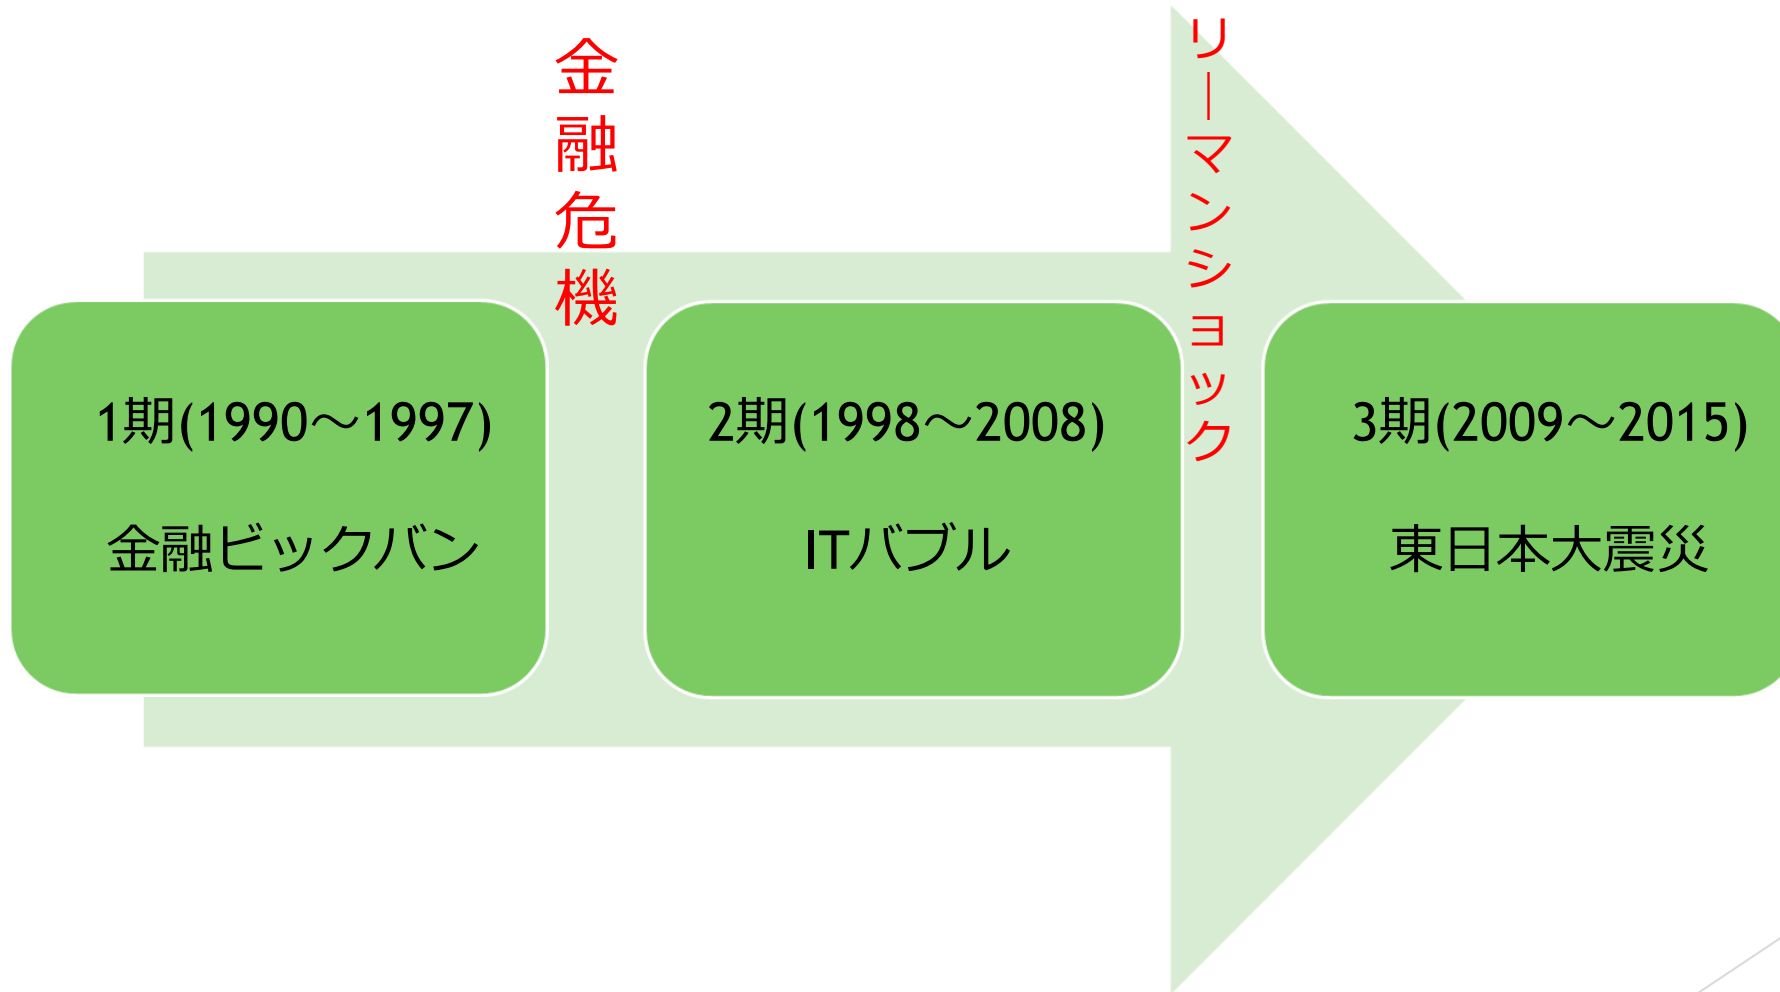 金融危機
リーマンショック
1期(1990～1997)
金融ビックバン
2期(1998～2008)
ITバブル
3期(2009～2015)
東日本大震災